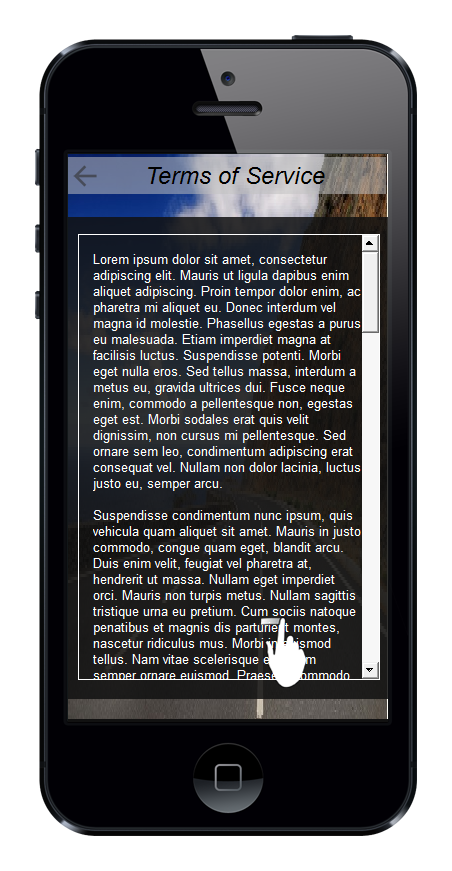 Terms of Service
Lorem ipsum dolor sit amet, consectetur
adipiscing elit. Mauris ut ligula dapibus enim
aliquet adipiscing. Proin tempor dolor enim, ac
pharetra mi aliquet eu. Donec interdum vel
magna id molestie. Phasellus egestas a purus
eu malesuada. Etiam imperdiet magna at
facilisis luctus. Suspendisse potenti. Morbi
eget nulla eros. Sed tellus massa, interdum a
metus eu, gravida ultrices dui. Fusce neque
enim, commodo a pellentesque non, egestas
eget est. Morbi sodales erat quis velit
dignissim, non cursus mi pellentesque. Sed
ornare sem leo, condimentum adipiscing erat
consequat vel. Nullam non dolor lacinia, luctus
justo eu, semper arcu.
Suspendisse condimentum nunc ipsum, quis
vehicula quam aliquet sit amet. Mauris in justo
commodo, congue quam eget, blandit arcu.
Duis enim velit, feugiat vel pharetra at,
hendrerit ut massa. Nullam eget imperdiet
orci. Mauris non turpis metus. Nullam sagittis
tristique urna eu pretium. Cum sociis natoque
penatibus et magnis dis parturient montes,
nascetur ridiculus mus. Morbi in euismod
tellus. Nam vitae scelerisque
semper ornare euismod. Praesent commodo